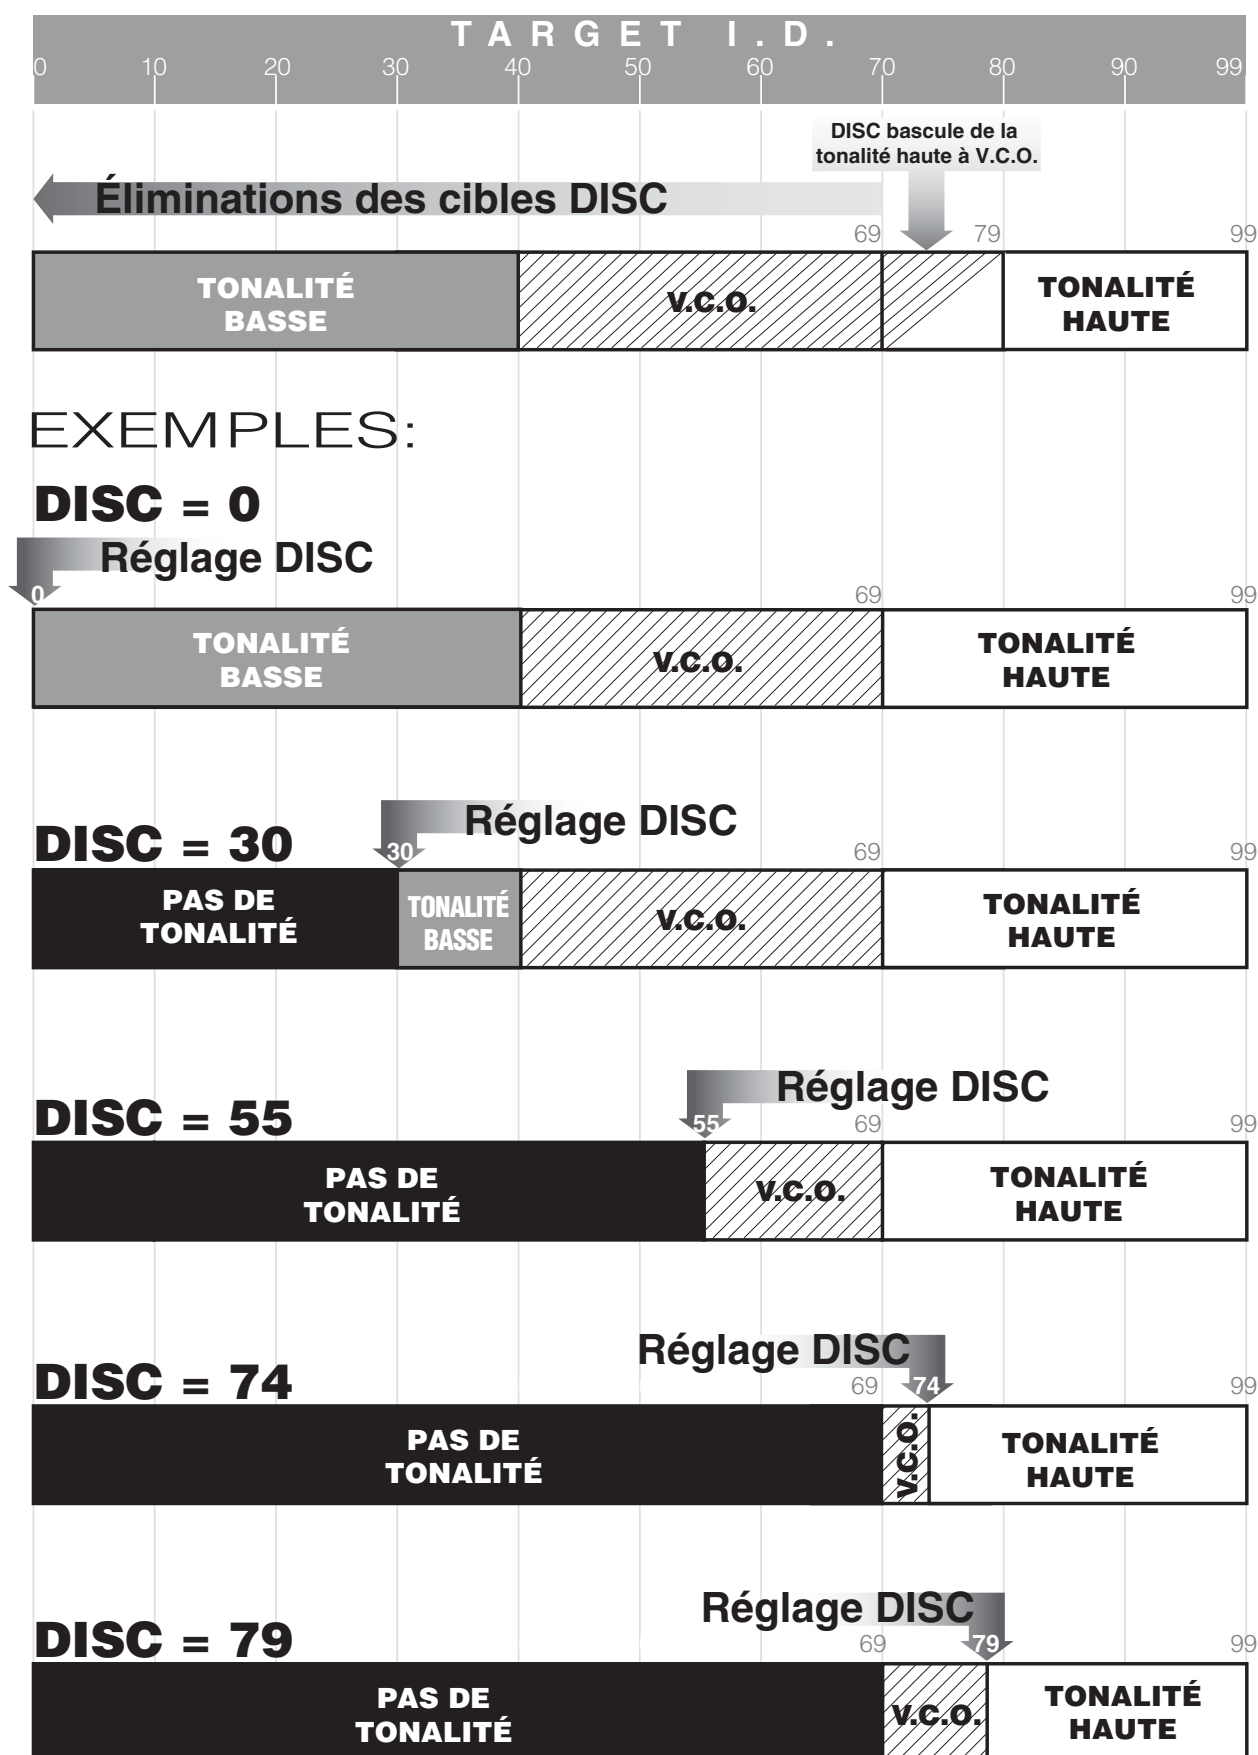 TARGET I.D.
0 10 20 30 40 50 60 70 80 90 99
DISC bascule de la
tonalité haute à V.C.O.
Éliminations des cibles DISC
69 79 99
TONALITÉ
BASSE
V.C.O.
TONALITÉ
HAUTE
EXEMPLES:
DISC = 0
Réglage DISC
0 69 99
TONALITÉ
BASSE
V.C.O.
TONALITÉ
HAUTE
Réglage DISC
DISC = 30
30 69 99
PAS DE
TONALITÉ
TONALITÉ
BASSE
V.C.O.
TONALITÉ
HAUTE
Réglage DISC
DISC = 55
55 69 99
PAS DE
TONALITÉ
V.C.O.
TONALITÉ
HAUTE
Réglage DISC
DISC = 74
69 74 99
PAS DE
TONALITÉ
V.C.O.
TONALITÉ
HAUTE
Réglage DISC
DISC = 79
69 79 99
PAS DE
TONALITÉ
V.C.O.
TONALITÉ
HAUTE